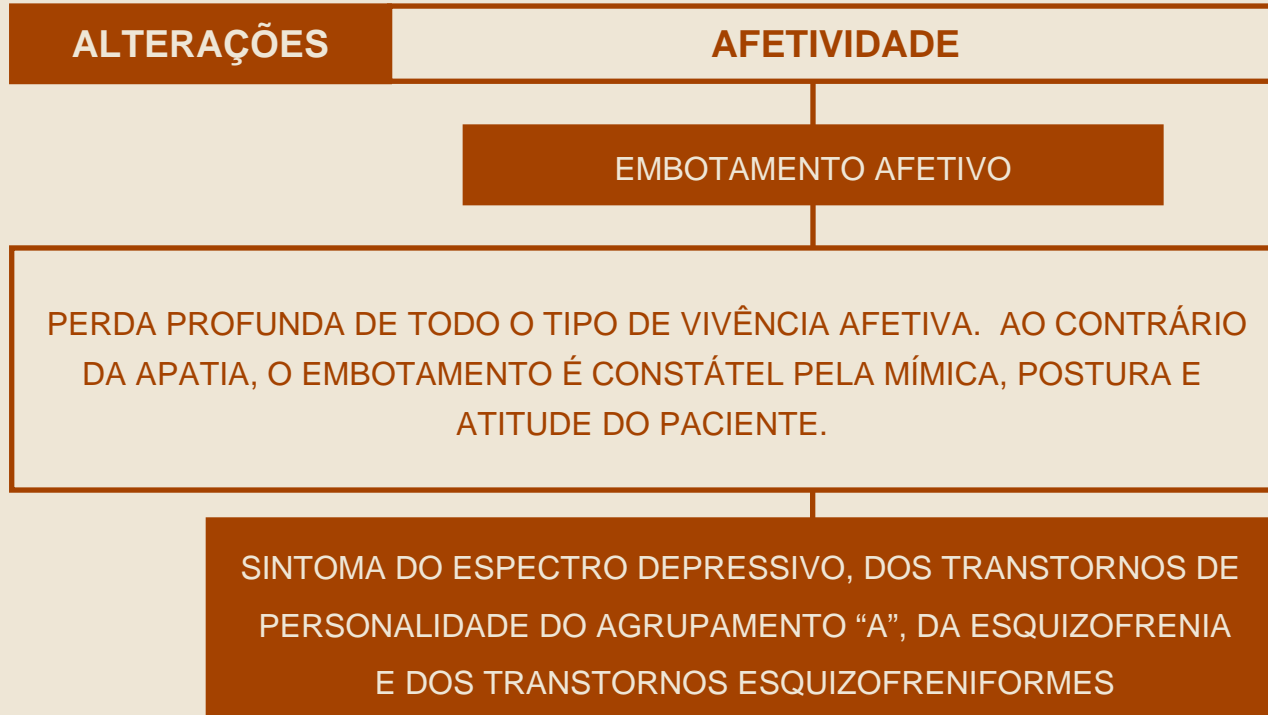 ALTERAÇÕES
AFETIVIDADE
EMBOTAMENTO AFETIVO
PERDA PROFUNDA DE TODO O TIPO DE VIVÊNCIA AFETIVA.  AO CONTRÁRIO
DA APATIA, O EMBOTAMENTO É CONSTÁTEL PELA MÍMICA, POSTURA E
ATITUDE DO PACIENTE.
SINTOMA DO ESPECTRO DEPRESSIVO, DOS TRANSTORNOS DE
PERSONALIDADE DO AGRUPAMENTO “A”, DA ESQUIZOFRENIA
E DOS TRANSTORNOS ESQUIZOFRENIFORMES